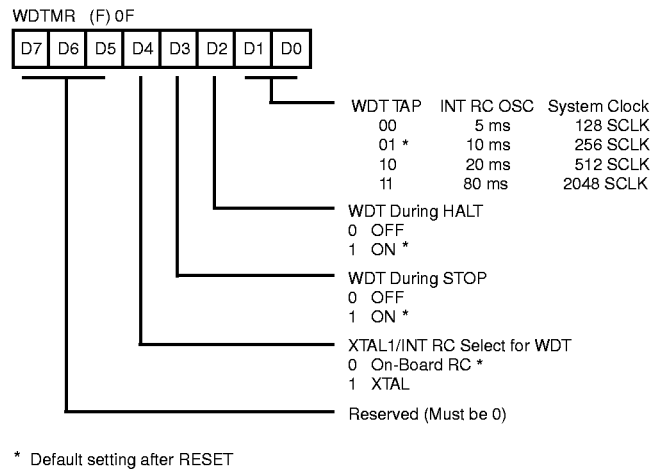 WDTMR (F) 0F
D7 D6 D5 D4 D3 D2 D1 D0
WDT TAP INT RC OSC System Clock
00 5 ms 128 SCLK
01 * 10 ms 256 SCLK
10 20 ms 512 SCLK
11 80 ms 2048 SCLK
WDT During HALT
0 OFF
1 ON *
WDT During STOP
0 OFF
1 ON *
XTAL1/INT RC Select for WDT
0 On-Board RC *
1 XTAL
Reserved (Must be 0)
* Default setting after RESET